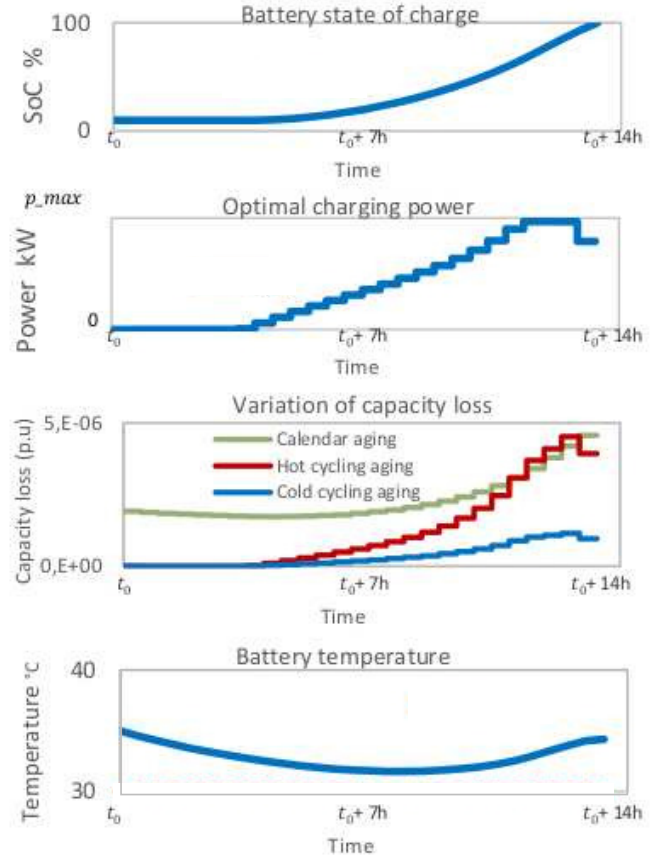 Battery state of charge
100
SoC %
0
t₀
t₀+ 7h
t₀+ 14h
Time
p_max
Optimal charging power
Power kW
0
t₀
t₀+ 7h
t₀+ 14h
Time
Variation of capacity loss
5,E-06
Calendar aging
Hot cycling aging
Cold cycling aging
Capacity loss (p.u)
0,E+00
t₀
t₀+ 7h
t₀+ 14h
Time
Battery temperature
40
Temperature °C
30
t₀
t₀+ 7h
t₀+ 14h
Time